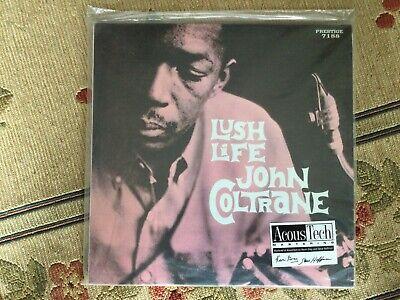 PRESTIGE
7188
LUSH
LIFE
JOHN
COLTRANE
AcousTech
MASTERING